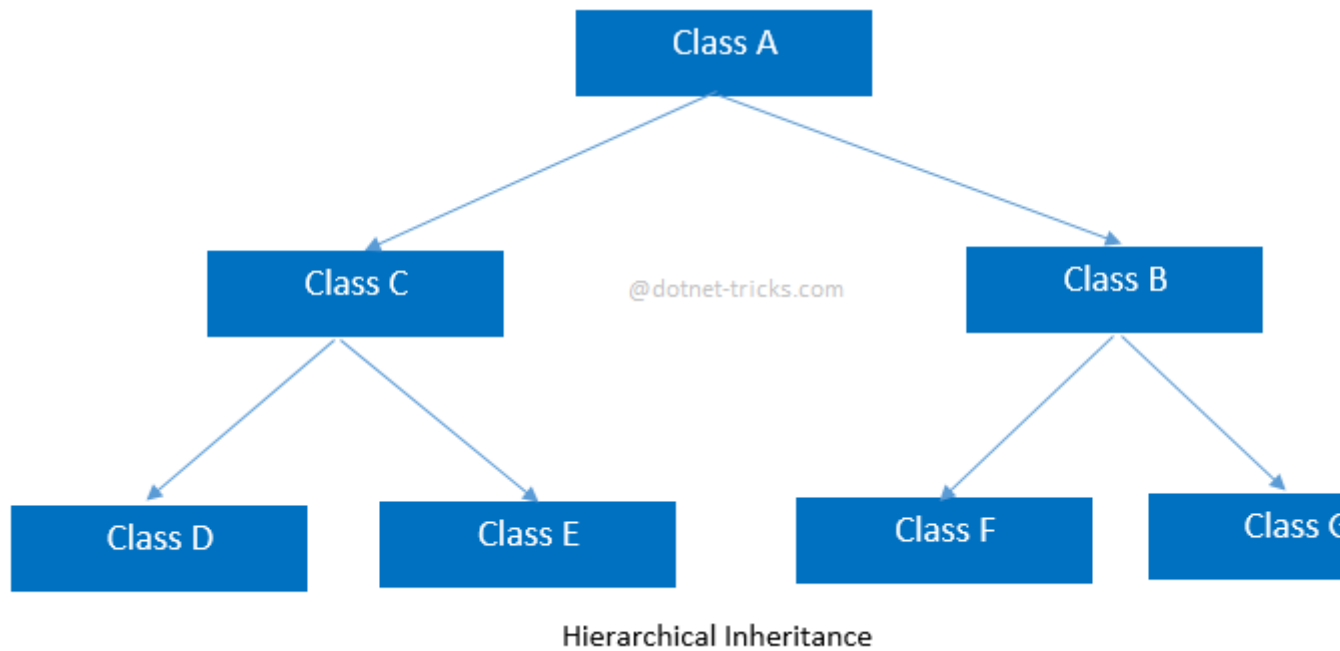 Class A
Class C
@dotnet-tricks.com
Class B
Class D
Class E
Class F
Class G
Hierarchical Inheritance